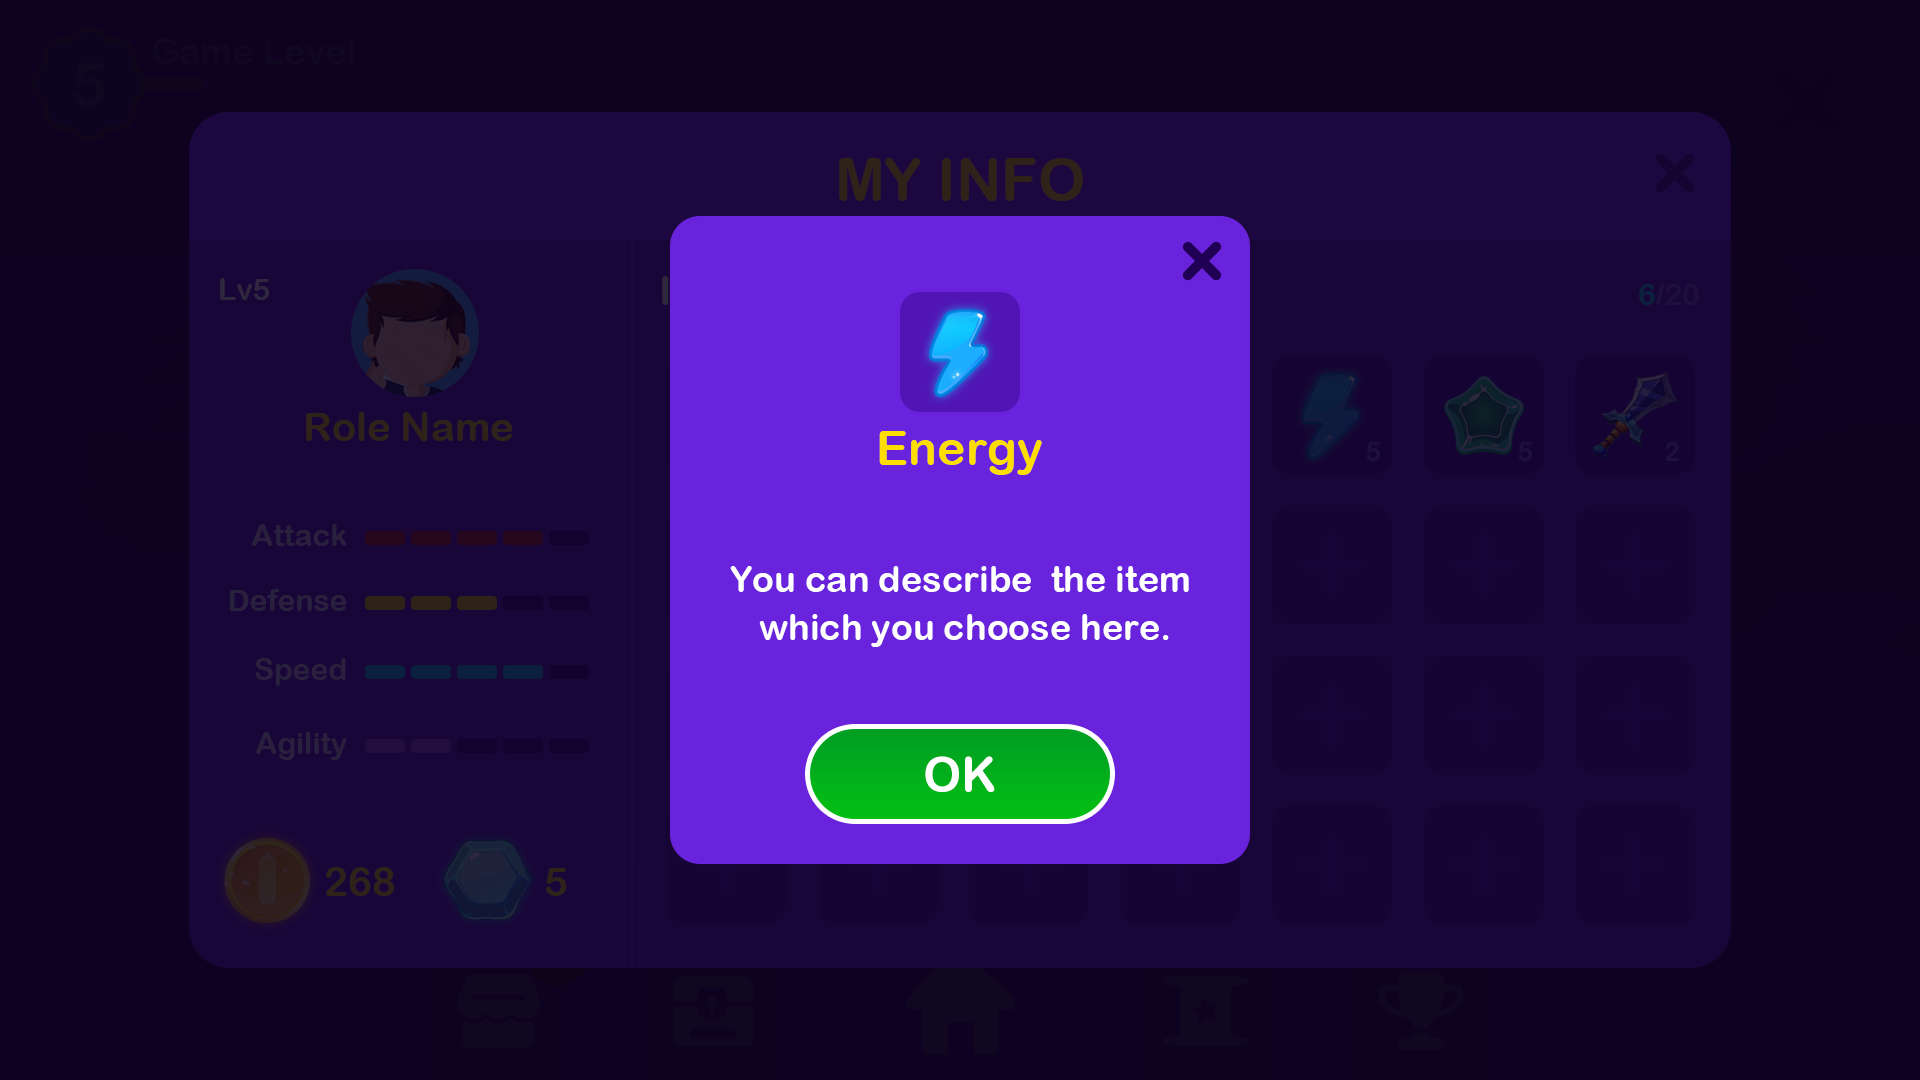 Game Level
5
MY INFO
Lv5
6/20
Role Name
Energy
5
5
2
Attack
Defense
Speed
Agility
You can describe  the item
which you choose here.
OK
268
5